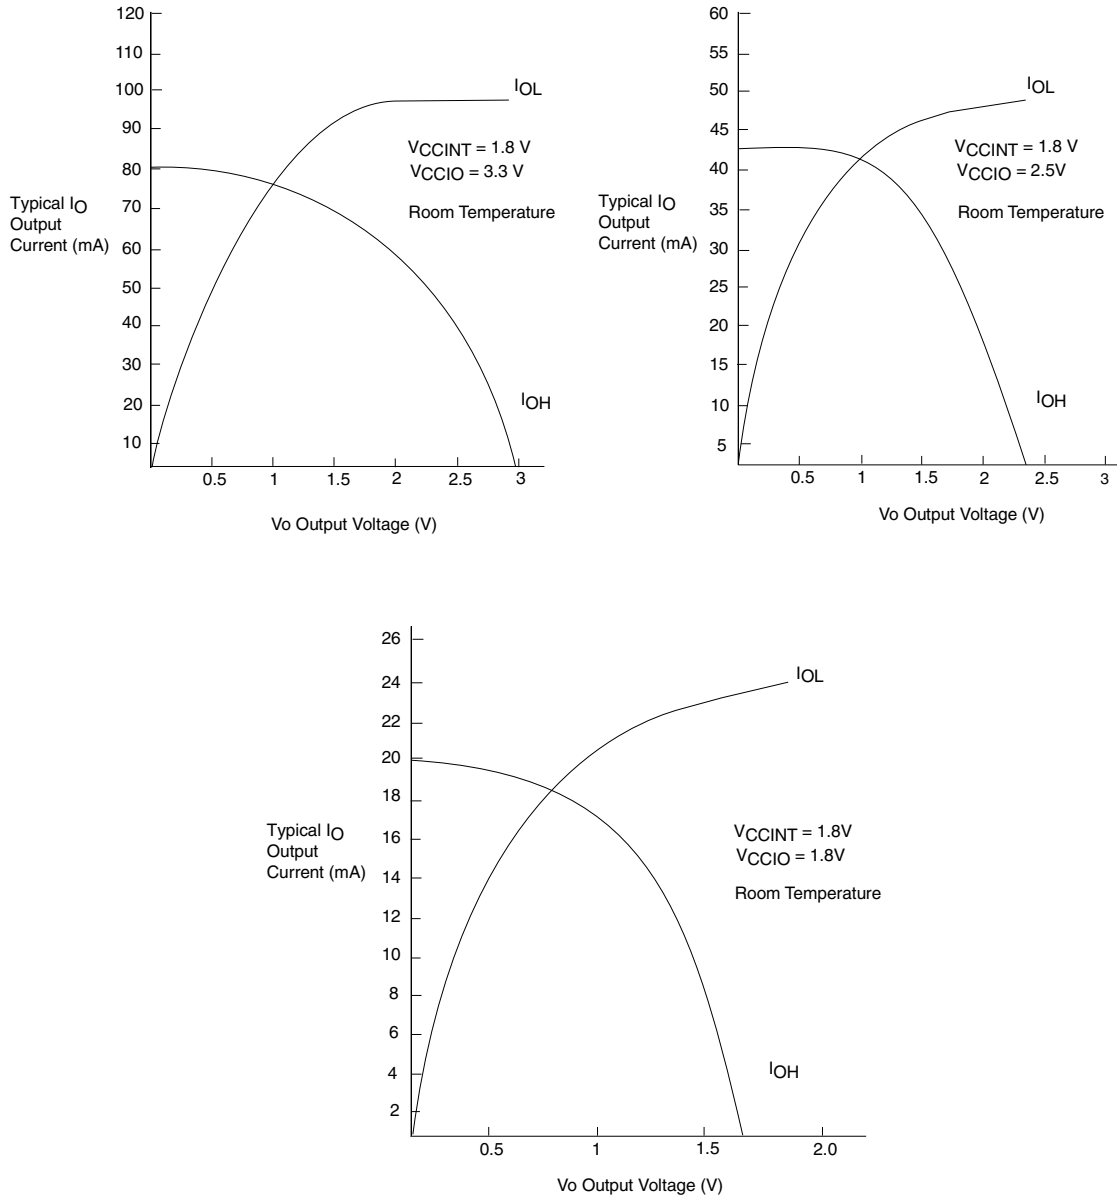 120
110
100
90
80
70
60
50
40
30
20
10
Typical IO
Output
Current (mA)
IOL
VCCINT = 1.8 V
VCCIO = 3.3 V
Room Temperature
IOH
0.5 1 1.5 2 2.5 3
Vo Output Voltage (V)
60
55
50
45
40
35
30
25
20
15
10
5
Typical IO
Output
Current (mA)
IOL
VCCINT = 1.8 V
VCCIO = 2.5V
Room Temperature
IOH
0.5 1 1.5 2 2.5 3
Vo Output Voltage (V)
26
24
22
20
18
16
14
12
10
8
6
4
2
Typical IO
Output
Current (mA)
IOL
VCCINT = 1.8V
VCCIO = 1.8V
Room Temperature
IOH
0.5 1 1.5 2.0
Vo Output Voltage (V)